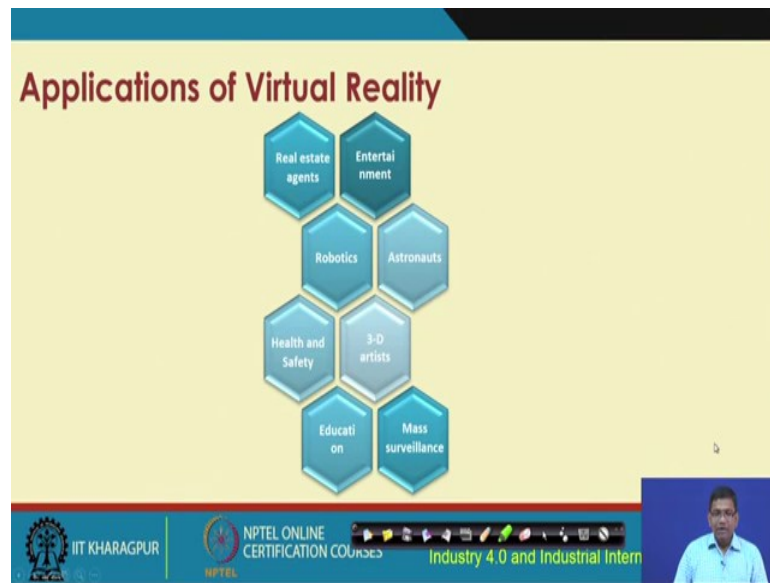 Applications of Virtual Reality
Real estate
agents
Entertai
nment
Robotics
Astronauts
Health and
Safety
3-D
artists
Educati
on
Mass
surveillance
IIT KHARAGPUR
NPTEL
NPTEL ONLINE
CERTIFICATION COURSES
Industry 4.0 and Industrial Intern